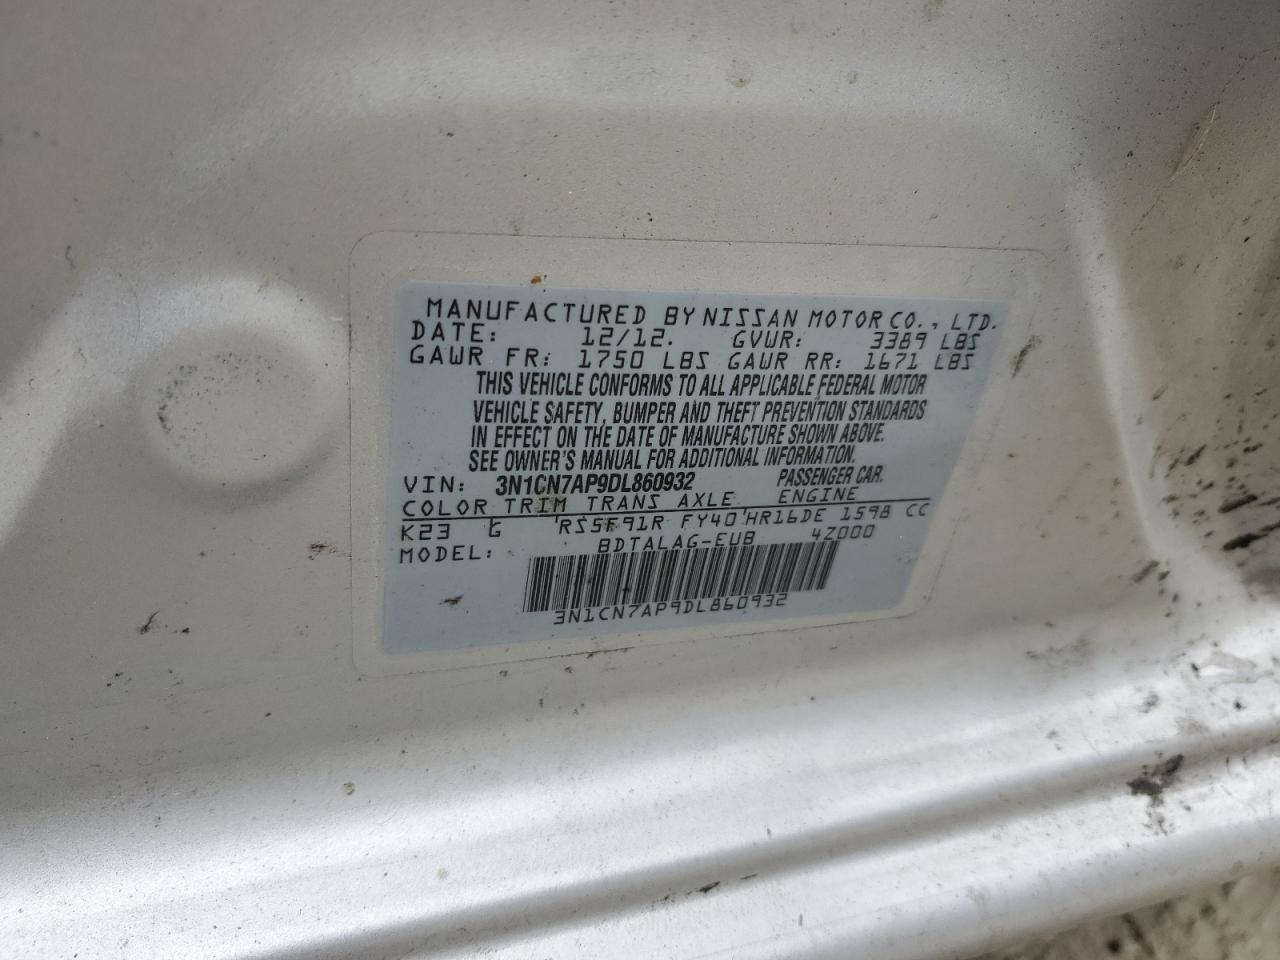 MANUFACTURED BY NISSAN MOTOR CO., LTD.
DATE: 12/12. GVWR: 3389 LBS
GAWR FR: 1750 LBS GAWR RR: 1671 LBS
THIS VEHICLE CONFORMS TO ALL APPLICABLE FEDERAL MOTOR
VEHICLE SAFETY, BUMPER AND THEFT PREVENTION STANDARDS
IN EFFECT ON THE DATE OF MANUFACTURE SHOWN ABOVE.
SEE OWNER'S MANUAL FOR ADDITIONAL INFORMATION.
VIN: 3N1CN7AP9DL860932 PASSENGER CAR.
COLOR TRIM TRANS AXLE ENGINE
K23 G RS5F91R FY40 HR16DE 1598 CC
MODEL: BDTALAG-EUB 4Z000
3N1CN7AP9DL860932